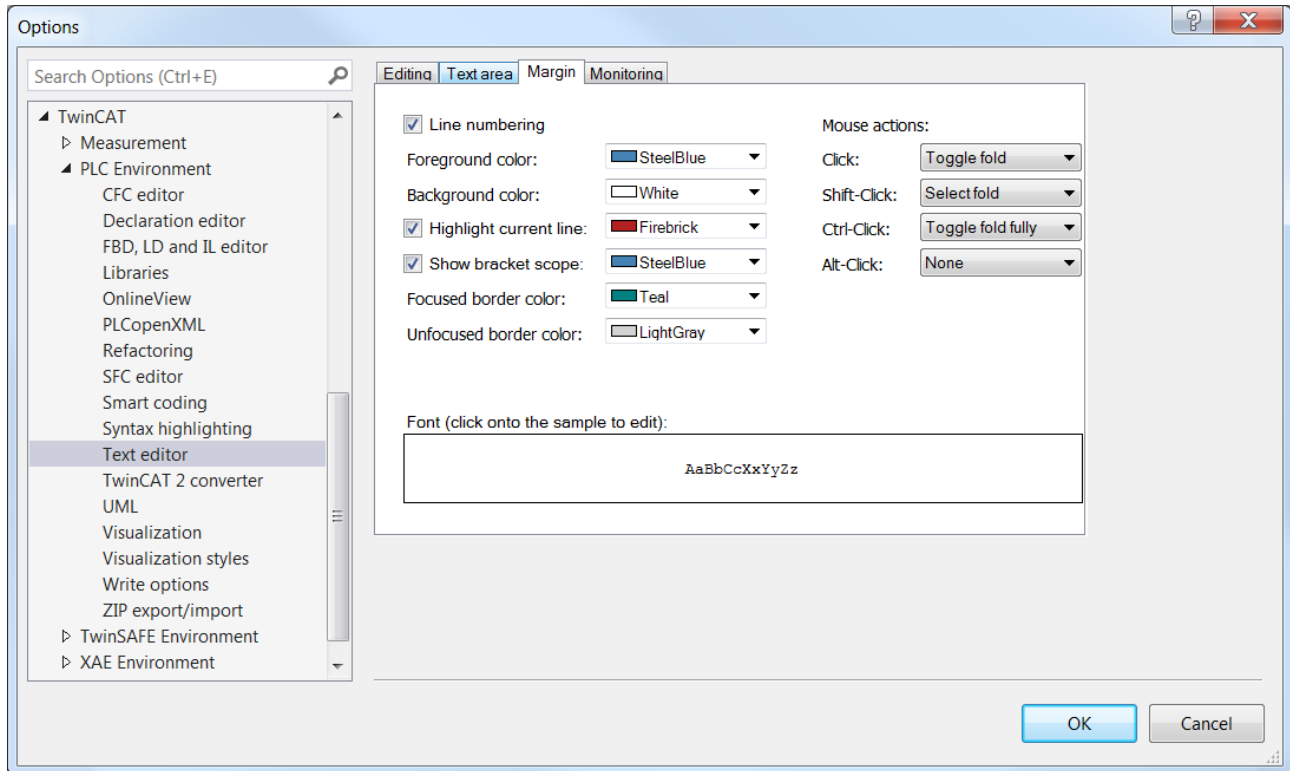 Options
Search Options (Ctrl+E)
TwinCAT
Measurement
PLC Environment
CFC editor
Declaration editor
FBD, LD and IL editor
Libraries
OnlineView
PLCopenXML
Refactoring
SFC editor
Smart coding
Syntax highlighting
Text editor
TwinCAT 2 converter
UML
Visualization
Visualization styles
Write options
ZIP export/import
TwinSAFE Environment
XAE Environment
Editing Text area Margin Monitoring
Line numbering
Foreground color: SteelBlue
Background color: White
Highlight current line: Firebrick
Show bracket scope: SteelBlue
Focused border color: Teal
Unfocused border color: LightGray
Mouse actions:
Click: Toggle fold
Shift-Click: Select fold
Ctrl-Click: Toggle fold fully
Alt-Click: None
Font (click onto the sample to edit):
AaBbCcXxYyZz
OK Cancel